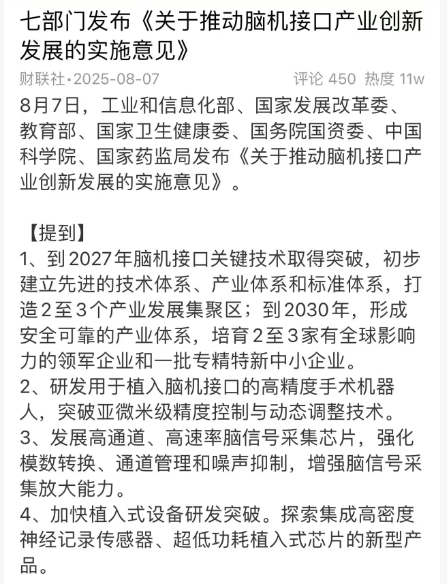 七部门发布《关于推动脑机接口产业创新
发展的实施意见》
财联社·2025-08-07 评论 450 热度 11w
8月7日，工业和信息化部、国家发展改革委、
教育部、国家卫生健康委、国务院国资委、中国
科学院、国家药监局发布《关于推动脑机接口产
业创新发展的实施意见》。
【提到】
1、到2027年脑机接口关键技术取得突破，初步
建立先进的技术体系、产业体系和标准体系，打
造2至3个产业发展集聚区；到2030年，形成
安全可靠的产业体系，培育2至3家有全球影响
力的领军企业和一批专精特新中小企业。
2、研发用于植入脑机接口的高精度手术机器
人，突破亚微米级精度控制与动态调整技术。
3、发展高通道、高速率脑信号采集芯片，强化
模数转换、通道管理和噪声抑制，增强脑信号采
集放大能力。
4、加快植入式设备研发突破。探索集成高密度
神经记录传感器、超低功耗植入式芯片的新型产
品。